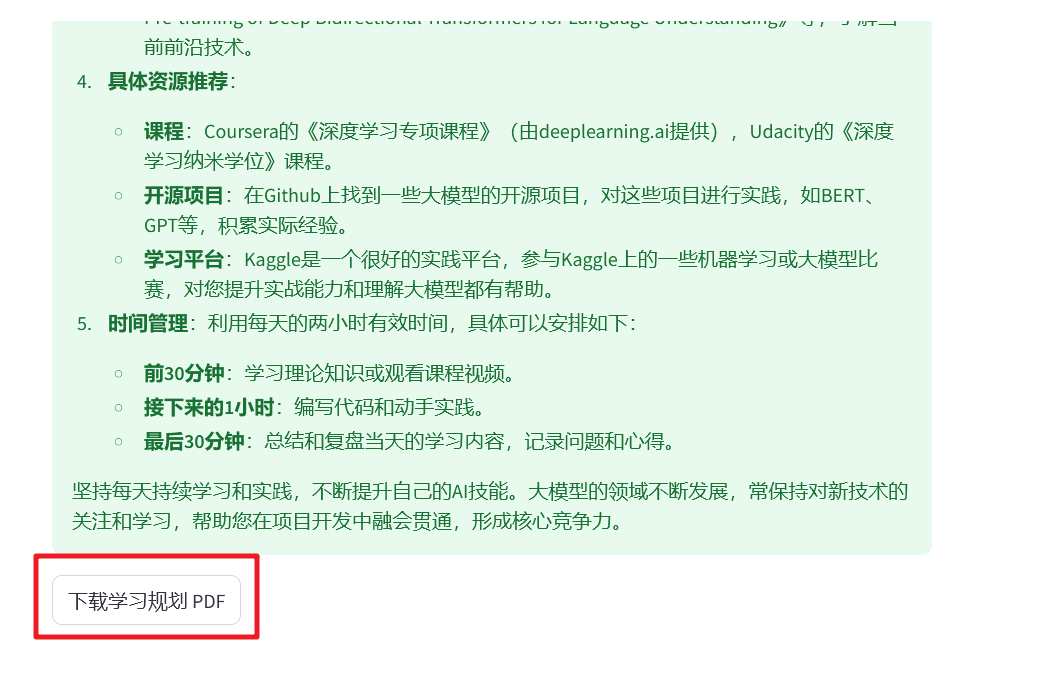 Pre-training of Deep Bidirectional Transformers for Language Understanding》等，了解当
前前沿技术。
4. 具体资源推荐：
○ 课程：Coursera的《深度学习专项课程》（由deeplearning.ai提供），Udacity的《深度
学习纳米学位》课程。
○ 开源项目：在Github上找到一些大模型的开源项目，对这些项目进行实践，如BERT、
GPT等，积累实际经验。
○ 学习平台：Kaggle是一个很好的实践平台，参与Kaggle上的一些机器学习或大模型比
赛，对您提升实战能力和理解大模型都有帮助。
5. 时间管理：利用每天的两小时有效时间，具体可以安排如下：
○ 前30分钟：学习理论知识或观看课程视频。
○ 接下来的1小时：编写代码和动手实践。
○ 最后30分钟：总结和复盘当天的学习内容，记录问题和心得。
坚持每天持续学习和实践，不断提升自己的AI技能。大模型的领域不断发展，常保持对新技术的
关注和学习，帮助您在项目开发中融会贯通，形成核心竞争力。
下载学习规划 PDF